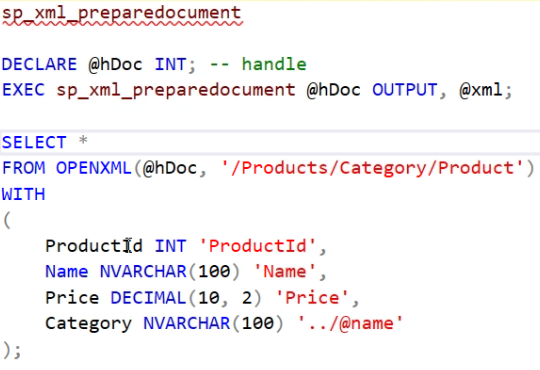 sp_xml_preparedocument
DECLARE @hDoc INT; -- handle
EXEC sp_xml_preparedocument @hDoc OUTPUT, @xml;
SELECT *
FROM OPENXML(@hDoc, '/Products/Category/Product')
WITH
(
ProductId INT 'ProductId',
Name NVARCHAR(100) 'Name',
Price DECIMAL(10, 2) 'Price',
Category NVARCHAR(100) '../@name'
);